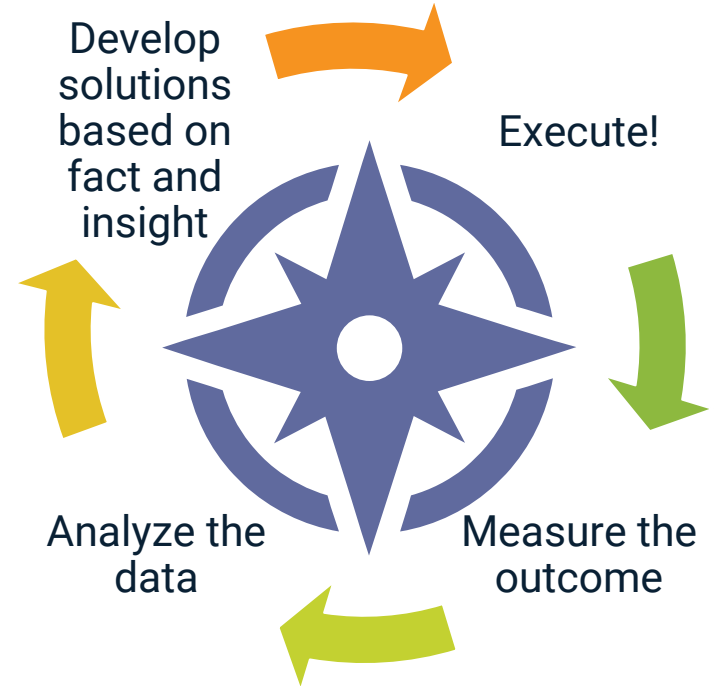 Develop
solutions
based on
fact and
insight
Execute!
Measure the
outcome
Analyze the
data